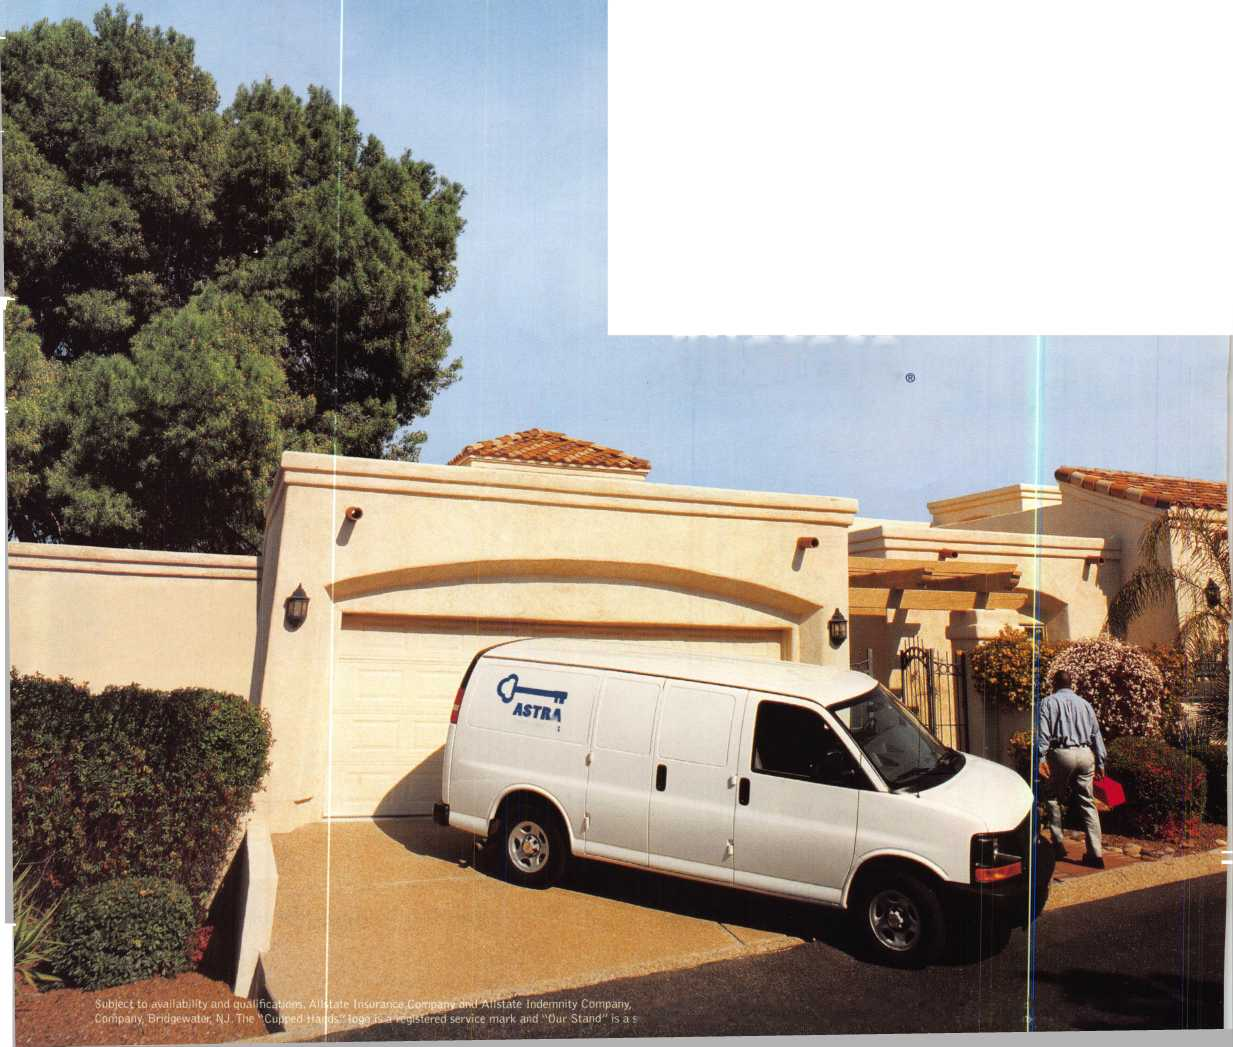 ®
ASTRA
Subject to availability and qualifications. Allstate Insurance Company and Allstate Indemnity Company,
Company, Bridgewater, NJ. The "Cupped Hands" logo is a registered service mark and "Our Stand" is a s